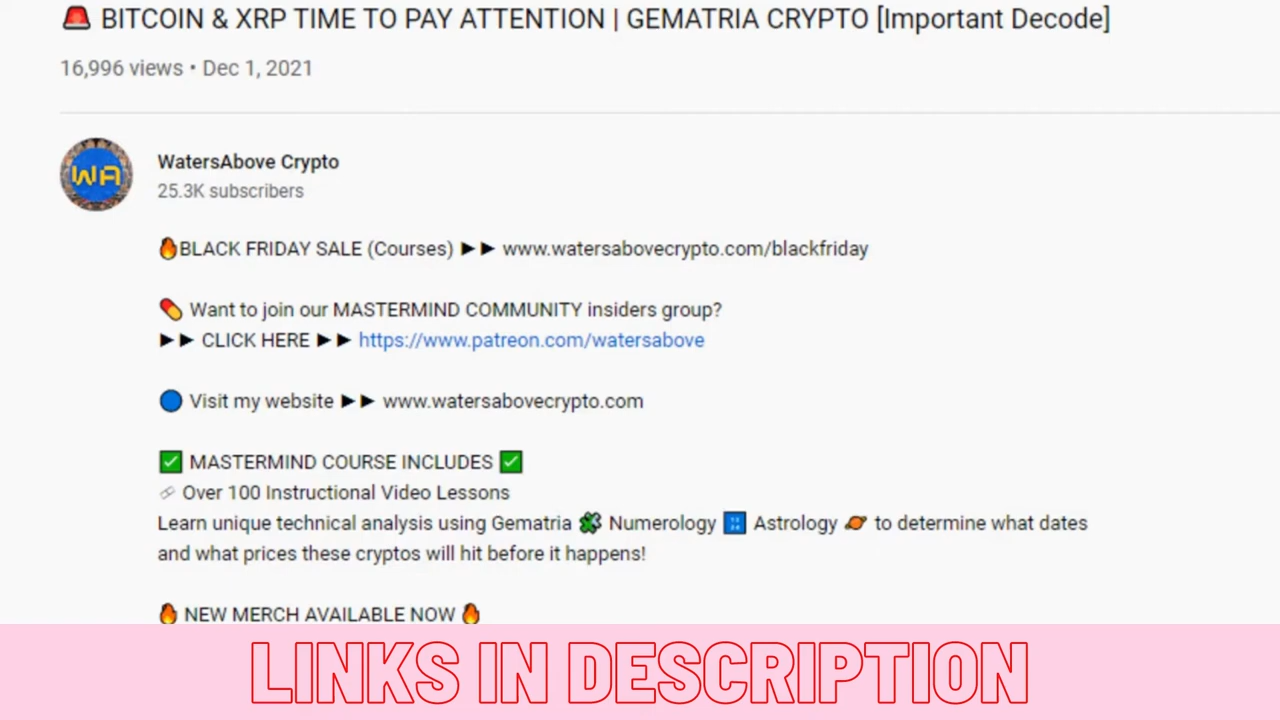 🚨 BITCOIN & XRP TIME TO PAY ATTENTION | GEMATRIA CRYPTO [Important Decode]
16,996 views • Dec 1, 2021
WA
WatersAbove Crypto
25.3K subscribers
🔥BLACK FRIDAY SALE (Courses) ►► www.watersabovecrypto.com/blackfriday
💊 Want to join our MASTERMIND COMMUNITY insiders group?
►► CLICK HERE ►► https://www.patreon.com/watersabove
🔵 Visit my website ►► www.watersabovecrypto.com
✅ MASTERMIND COURSE INCLUDES ✅
🔗 Over 100 Instructional Video Lessons
Learn unique technical analysis using Gematria 🧩 Numerology 🔢 Astrology 🪐 to determine what dates
and what prices these cryptos will hit before it happens!
🔥 NEW MERCH AVAILABLE NOW 🔥
LINKS IN DESCRIPTION